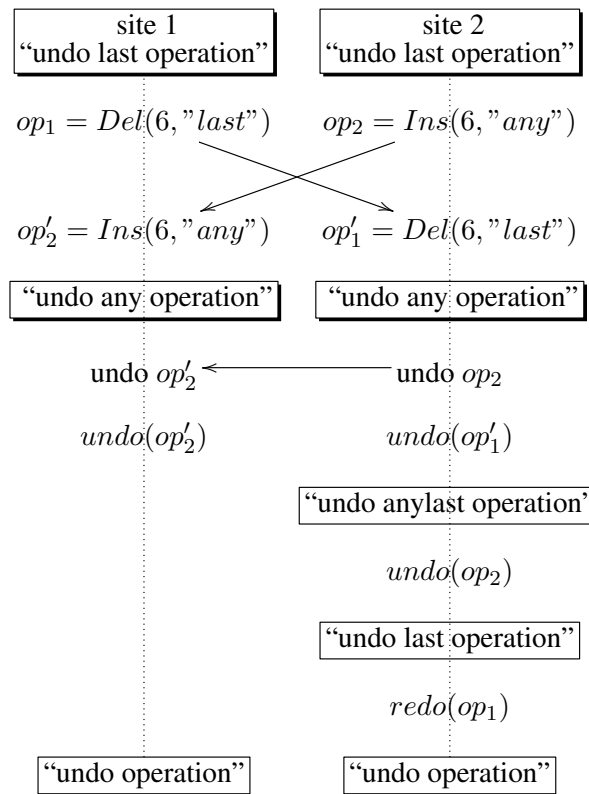 site 1
“undo last operation”
site 2
“undo last operation”
op₁ = Del(6, ”last”)
op₂ = Ins(6, ”any”)
op′₂ = Ins(6, ”any”)
op′₁ = Del(6, ”last”)
“undo any operation”
“undo any operation”
undo op′₂
undo op₂
undo(op′₂)
undo(op′₁)
“undo anylast operation”
undo(op₂)
“undo last operation”
redo(op₁)
“undo operation”
“undo operation”